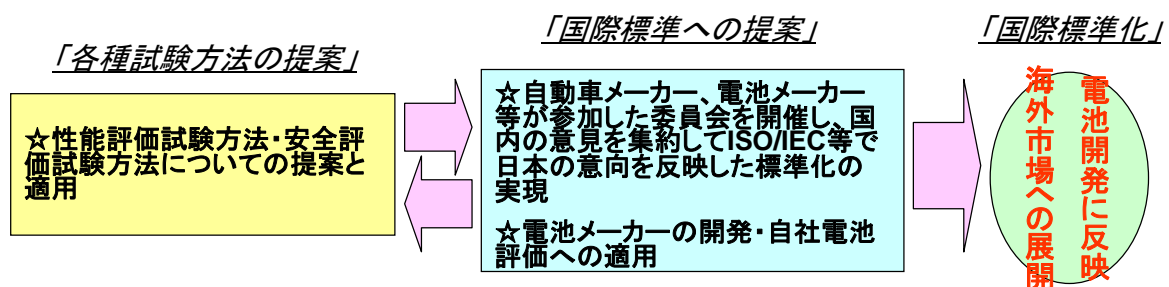 「各種試験方法の提案」
☆性能評価試験方法・安全評
価試験方法についての提案と
適用
「国際標準への提案」
☆自動車メーカー、電池メーカー
等が参加した委員会を開催し、国
内の意見を集約してISO/IEC等で
日本の意向を反映した標準化の
実現
☆電池メーカーの開発・自社電池
評価への適用
「国際標準化」
電池開発に反映
海外市場への展開